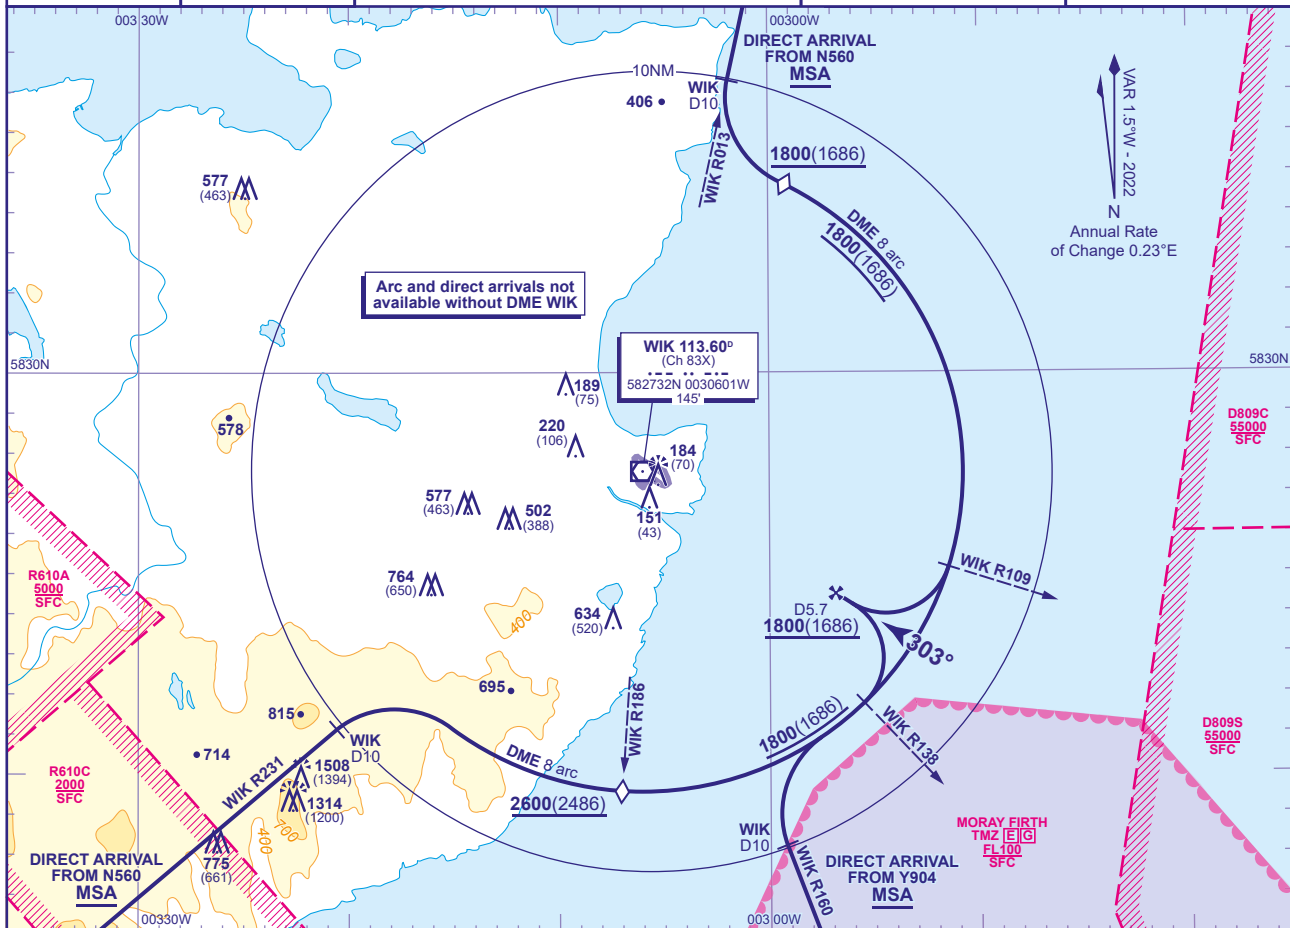 003 30W
003 00W
DIRECT ARRIVAL
FROM N560
MSA
10NM
WIK
D10
406
WIK R013
1800(1686)
VAR 1.5°W - 2022
N
Annual Rate
of Change 0.23°E
577
(463)
DME 8 arc
1800(1686)
Arc and direct arrivals not
available without DME WIK
WIK 113.60ᴰ
(Ch 83X)
582732N 0030601W
145'
5830N
5830N
189
(75)
578
220
(106)
184
(70)
D809C
55000
SFC
577
(463)
502
(388)
151
(43)
WIK R109
R610A
5000
SFC
764
(650)
634
(520)
400
D5.7
1800(1686)
303°
695
WIK R186
815
WIK
D10
714
WIK R231
1508
(1394)
1314
(1200)
R610C
2000
SFC
DME 8 arc
2600(2486)
1800(1686)
WIK R138
D809S
55000
SFC
400
700
775
(661)
DIRECT ARRIVAL
FROM N560
MSA
WIK
D10
WIK R160
DIRECT ARRIVAL
FROM Y904
MSA
MORAY FIRTH
TMZ E G
FL100
SFC
00330W
00300W